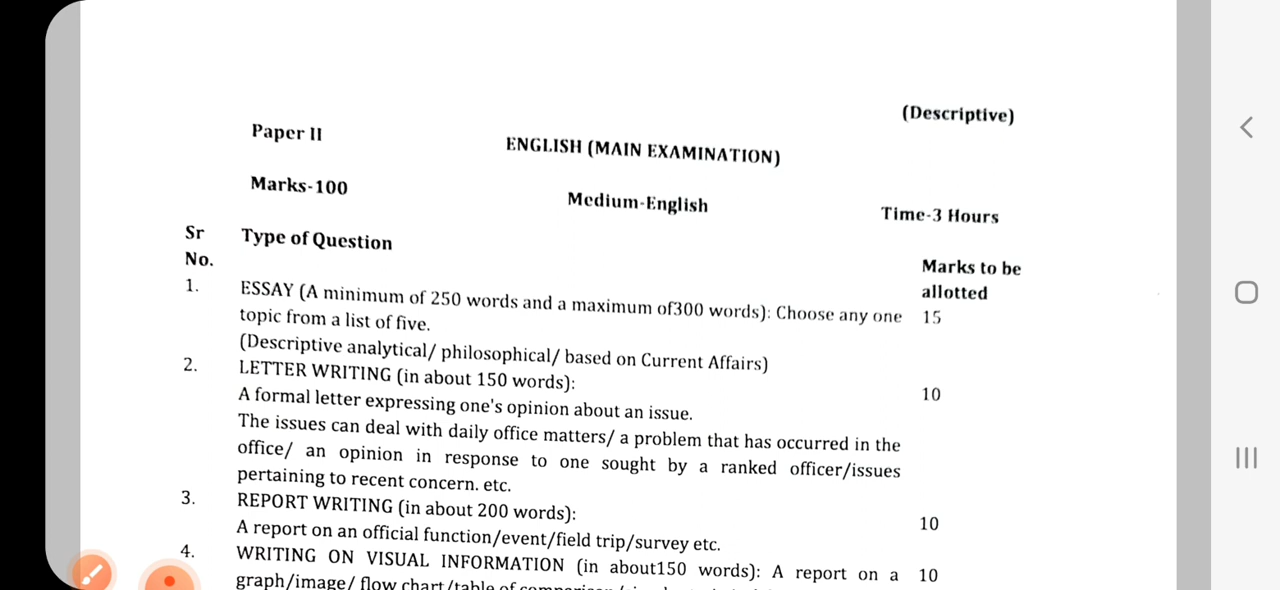 (Descriptive)
Paper II
ENGLISH (MAIN EXAMINATION)
Marks-100
Medium-English
Time-3 Hours
Sr No.
Type of Question
Marks to be allotted
1.
ESSAY (A minimum of 250 words and a maximum of300 words): Choose any one
15
topic from a list of five.
(Descriptive analytical/ philosophical/ based on Current Affairs)
2.
LETTER WRITING (in about 150 words):
10
A formal letter expressing one's opinion about an issue.
The issues can deal with daily office matters/ a problem that has occurred in the
office/ an opinion in response to one sought by a ranked officer/issues
pertaining to recent concern. etc.
3.
REPORT WRITING (in about 200 words):
10
A report on an official function/event/field trip/survey etc.
4.
WRITING ON VISUAL INFORMATION (in about150 words): A report on a
10
graph/image/ flow chart/table of